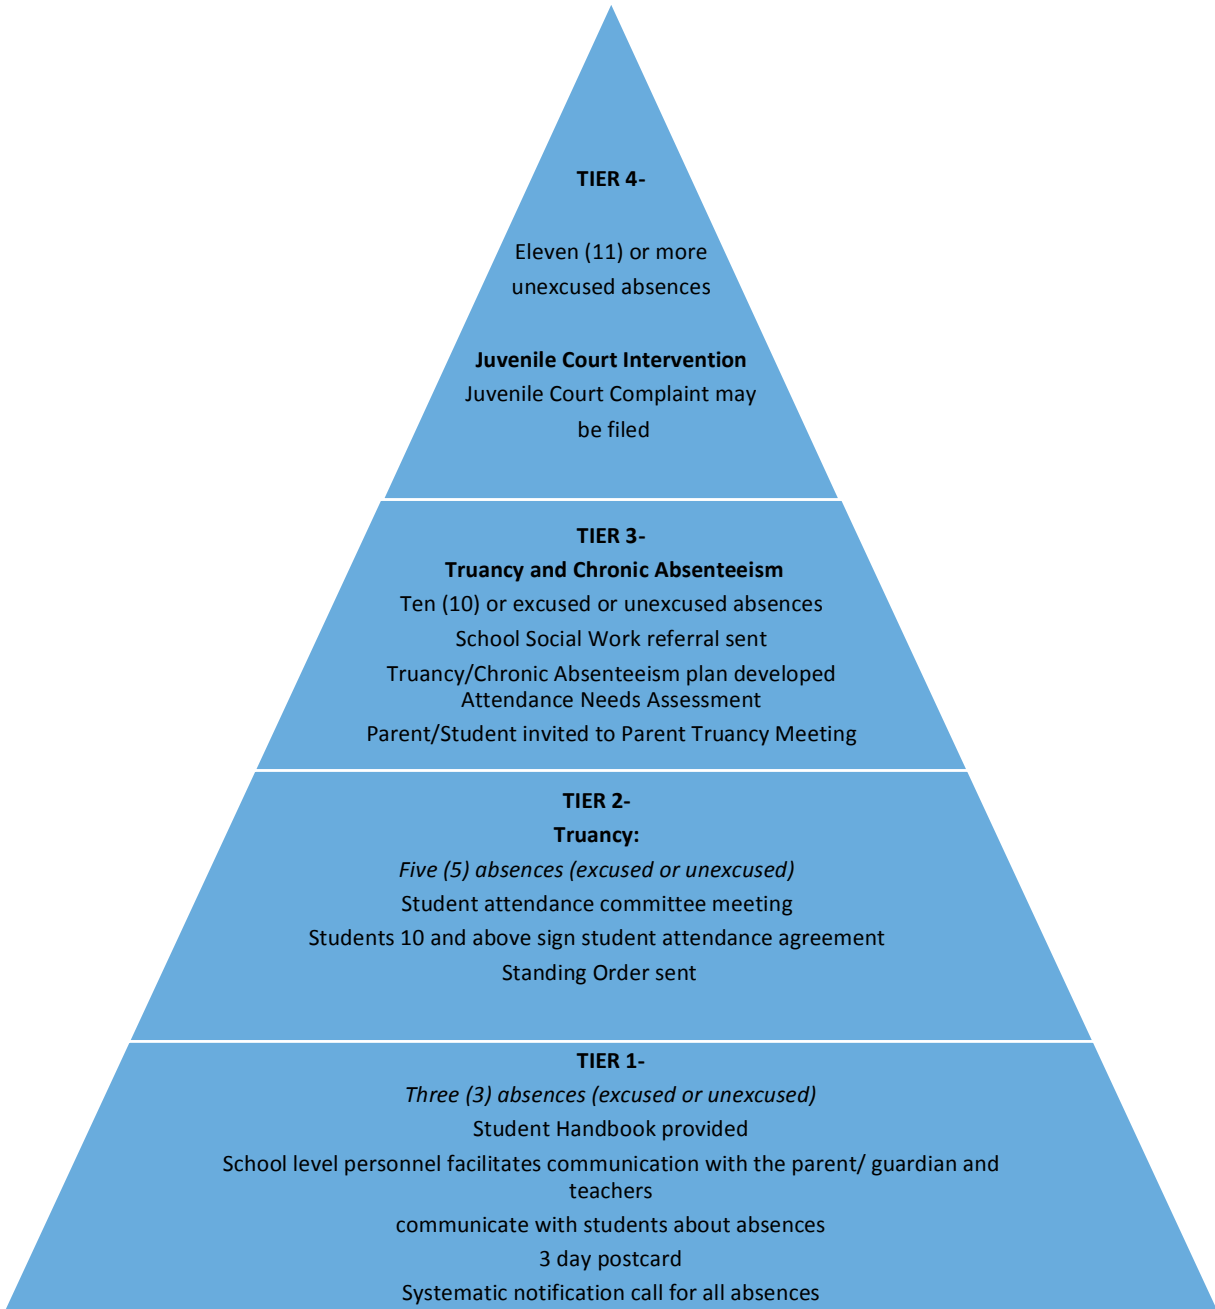 TIER 4-
Eleven (11) or more
unexcused absences
Juvenile Court Intervention
Juvenile Court Complaint may
be filed
TIER 3-
Truancy and Chronic Absenteeism
Ten (10) or excused or unexcused absences
School Social Work referral sent
Truancy/Chronic Absenteeism plan developed
Attendance Needs Assessment
Parent/Student invited to Parent Truancy Meeting
TIER 2-
Truancy:
Five (5) absences (excused or unexcused)
Student attendance committee meeting
Students 10 and above sign student attendance agreement
Standing Order sent
TIER 1-
Three (3) absences (excused or unexcused)
Student Handbook provided
School level personnel facilitates communication with the parent/ guardian and
teachers
communicate with students about absences
3 day postcard
Systematic notification call for all absences